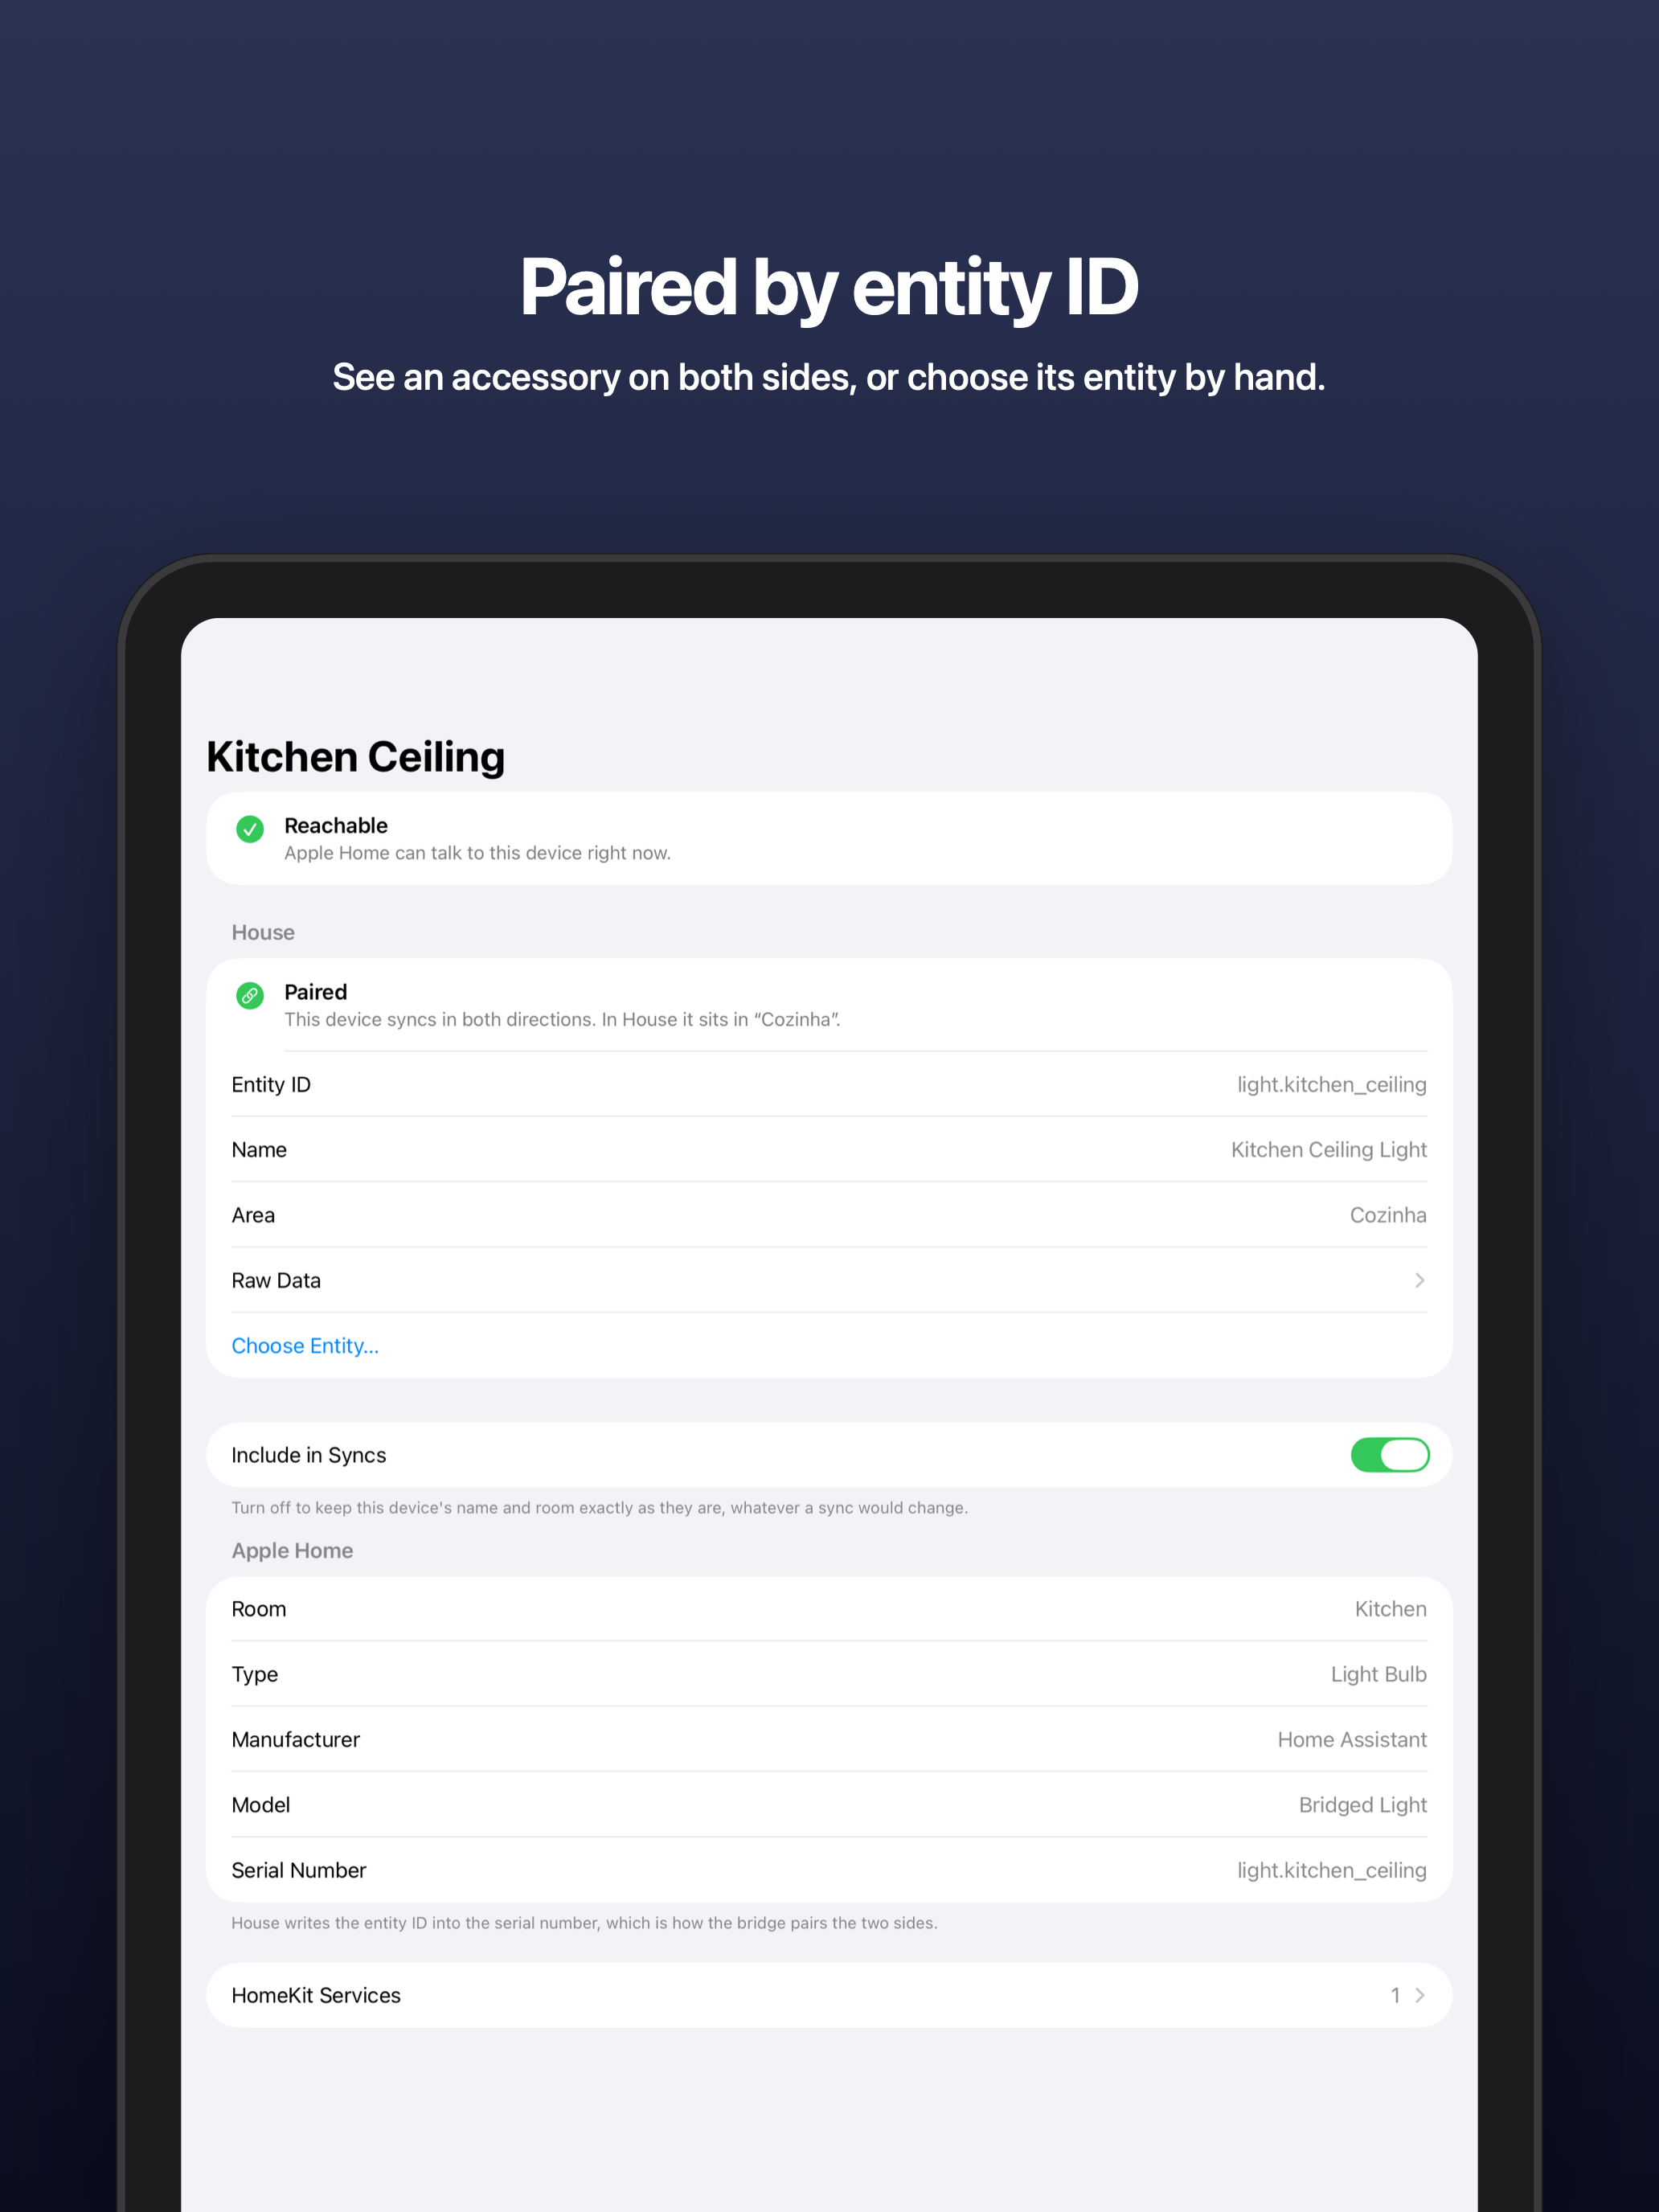 Paired by entity ID
See an accessory on both sides, or choose its entity by hand.
Kitchen Ceiling
Reachable
Apple Home can talk to this device right now.
House
Paired
This device syncs in both directions. In House it sits in “Cozinha”.
Entity ID light.kitchen_ceiling
Name Kitchen Ceiling Light
Area Cozinha
Raw Data
Choose Entity...
Include in Syncs
Turn off to keep this device's name and room exactly as they are, whatever a sync would change.
Apple Home
Room Kitchen
Type Light Bulb
Manufacturer Home Assistant
Model Bridged Light
Serial Number light.kitchen_ceiling
House writes the entity ID into the serial number, which is how the bridge pairs the two sides.
HomeKit Services 1